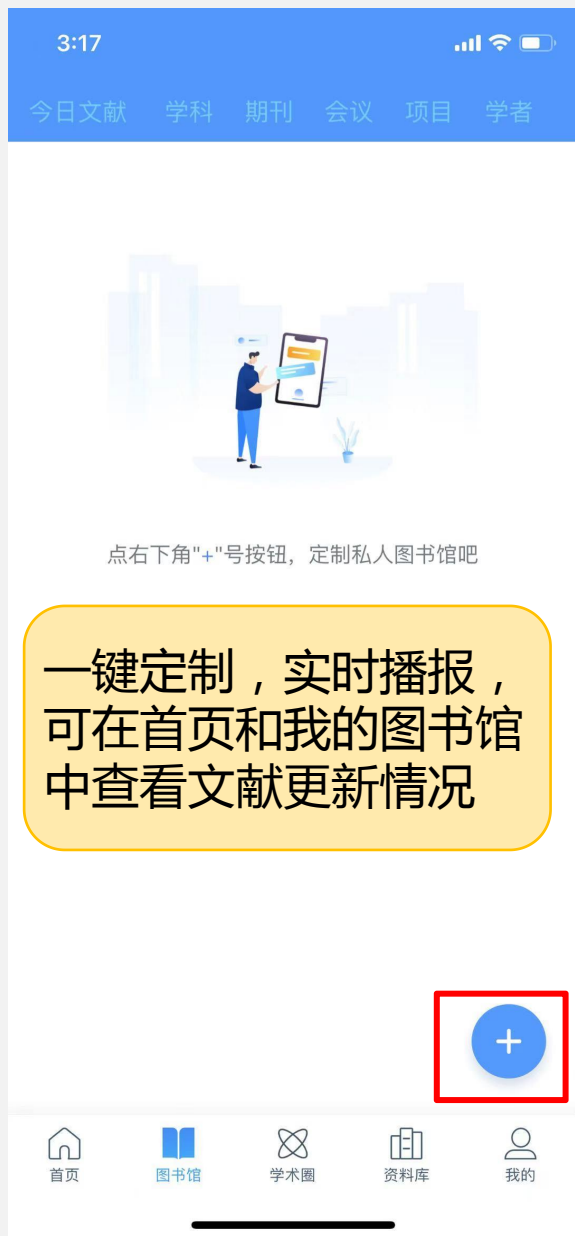 3:17
今日文献 学科 期刊 会议 项目 学者
点右下角"+"号按钮，定制私人图书馆吧
一键定制，实时播报，
可在首页和我的图书馆
中查看文献更新情况
+
首页 图书馆 学术圈 资料库 我的